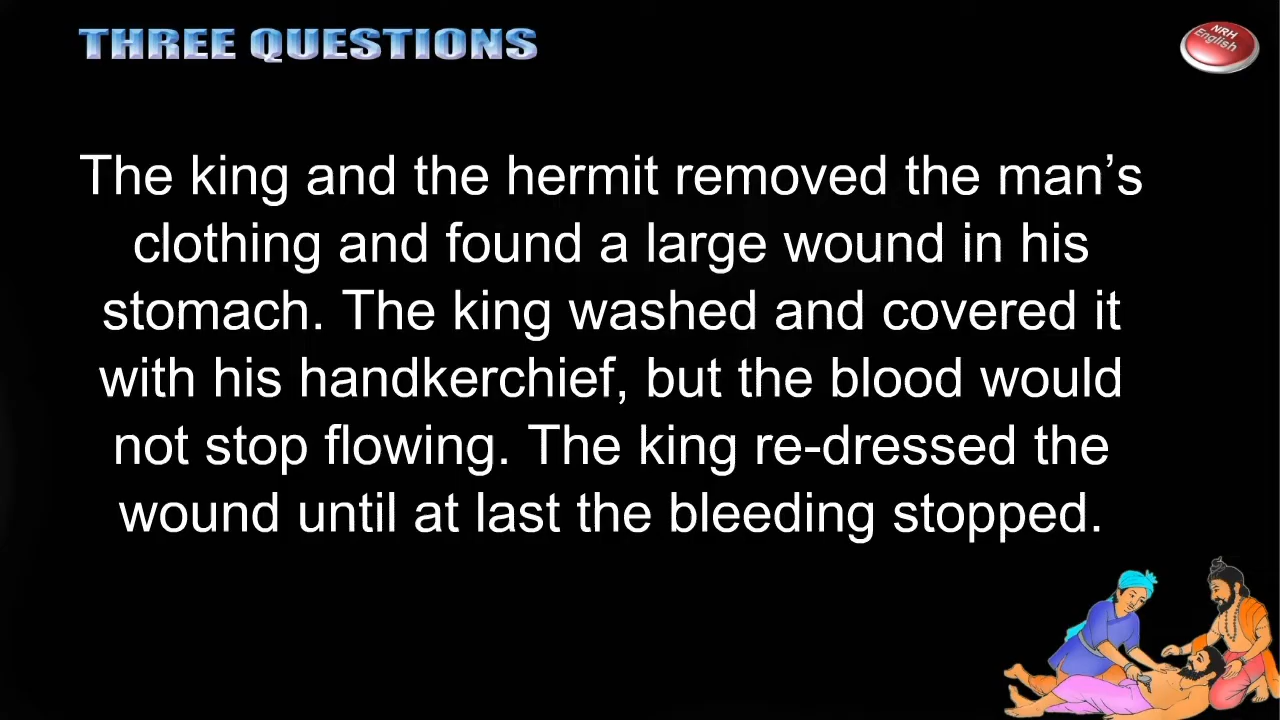 THREE QUESTIONS
NRH
English
The king and the hermit removed the man’s
clothing and found a large wound in his
stomach. The king washed and covered it
with his handkerchief, but the blood would
not stop flowing. The king re-dressed the
wound until at last the bleeding stopped.